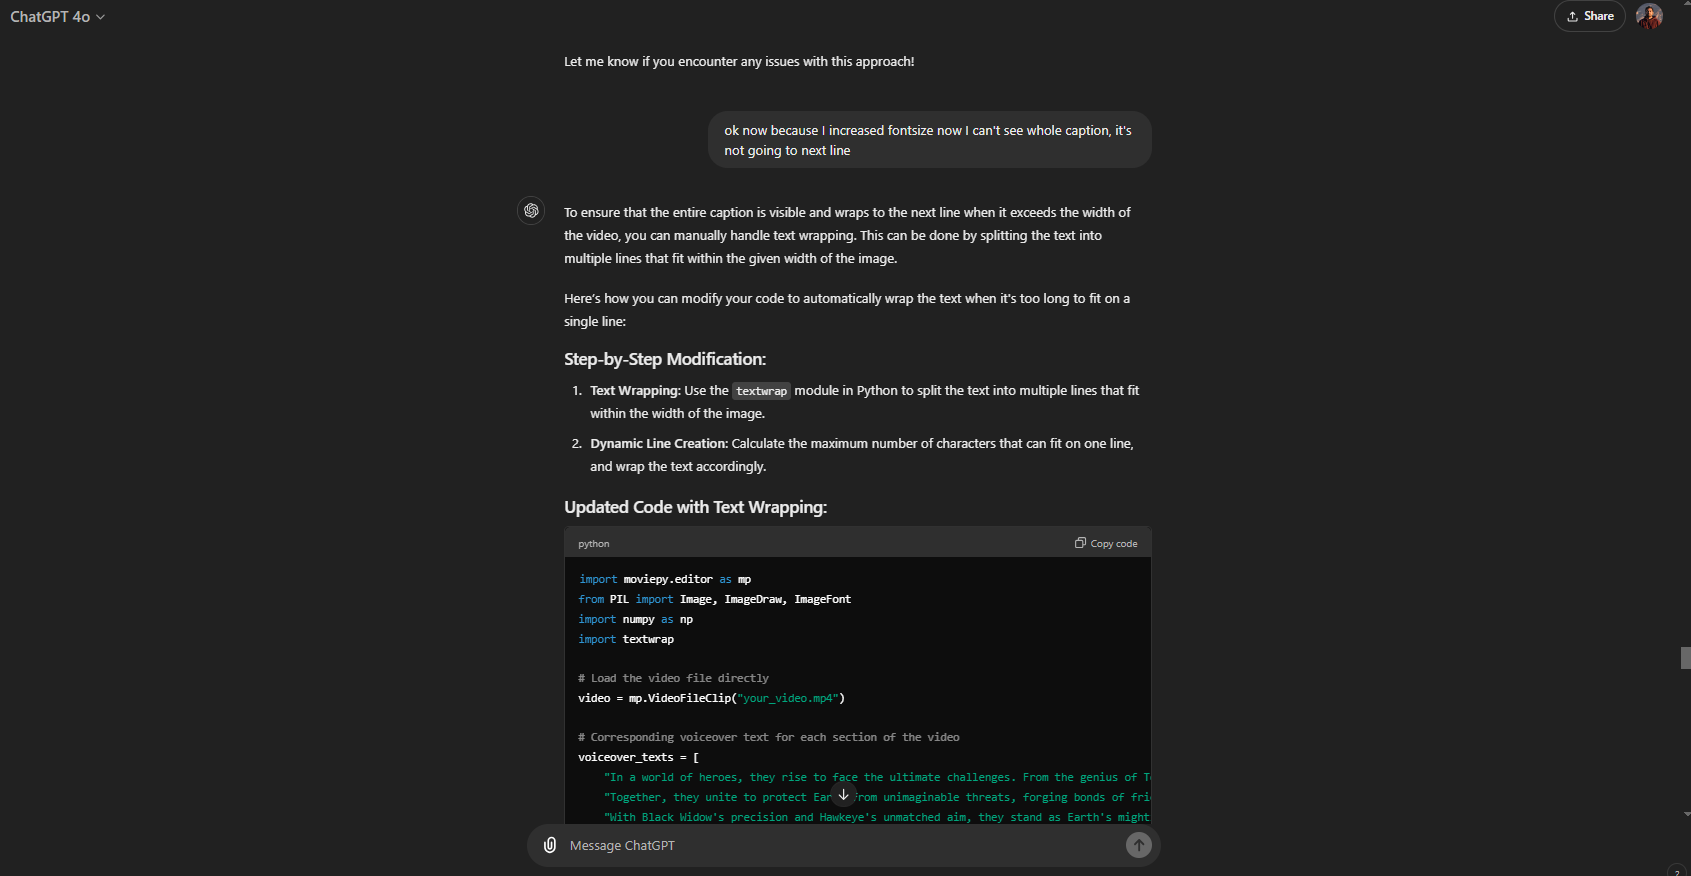 ChatGPT 4o
Share
Let me know if you encounter any issues with this approach!
ok now because I increased fontsize now I can't see whole caption, it's
not going to next line
To ensure that the entire caption is visible and wraps to the next line when it exceeds the width of
the video, you can manually handle text wrapping. This can be done by splitting the text into
multiple lines that fit within the given width of the image.
Here's how you can modify your code to automatically wrap the text when it's too long to fit on a
single line:
Step-by-Step Modification:
1. Text Wrapping: Use the textwrap module in Python to split the text into multiple lines that fit
within the width of the image.
2. Dynamic Line Creation: Calculate the maximum number of characters that can fit on one line,
and wrap the text accordingly.
Updated Code with Text Wrapping:
python
Copy code
import moviepy.editor as mp
from PIL import Image, ImageDraw, ImageFont
import numpy as np
import textwrap
# Load the video file directly
video = mp.VideoFileClip("your_video.mp4")
# Corresponding voiceover text for each section of the video
voiceover_texts = [
"In a world of heroes, they rise to face the ultimate challenges. From the genius of
"Together, they unite to protect from unimaginable threats, forging bonds of
"With Black Widow's precision and Hawkeye's unmatched aim, they stand as Earth's might
Message ChatGPT
?